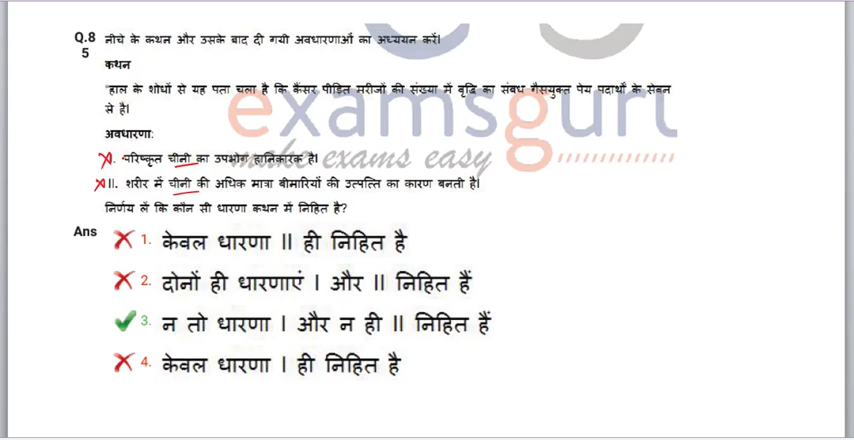 Q.8 नीचे के कथन और उसके बाद दी गयी अवधारणाओं का अध्ययन करें।
5
कथन
"हाल के शोधों से यह पता चला है कि कैंसर पीड़ित मरीजों की संख्या में वृद्धि का संबंध गैसयुक्त पेय पदार्थों के सेवन
से है।
examsguru
अवधारणा:
I. परिष्कृत चीनी का उपभोग हानिकारक है।
make exams easy
II. शरीर में चीनी की अधिक मात्रा बीमारियों की उत्पत्ति का कारण बनती है।
निर्णय लें कि कौन सी धारणा कथन में निहित है?
Ans 1. केवल धारणा II ही निहित है
2. दोनों ही धारणाएं I और II निहित हैं
3. न तो धारणा I और न ही II निहित हैं
4. केवल धारणा I ही निहित है